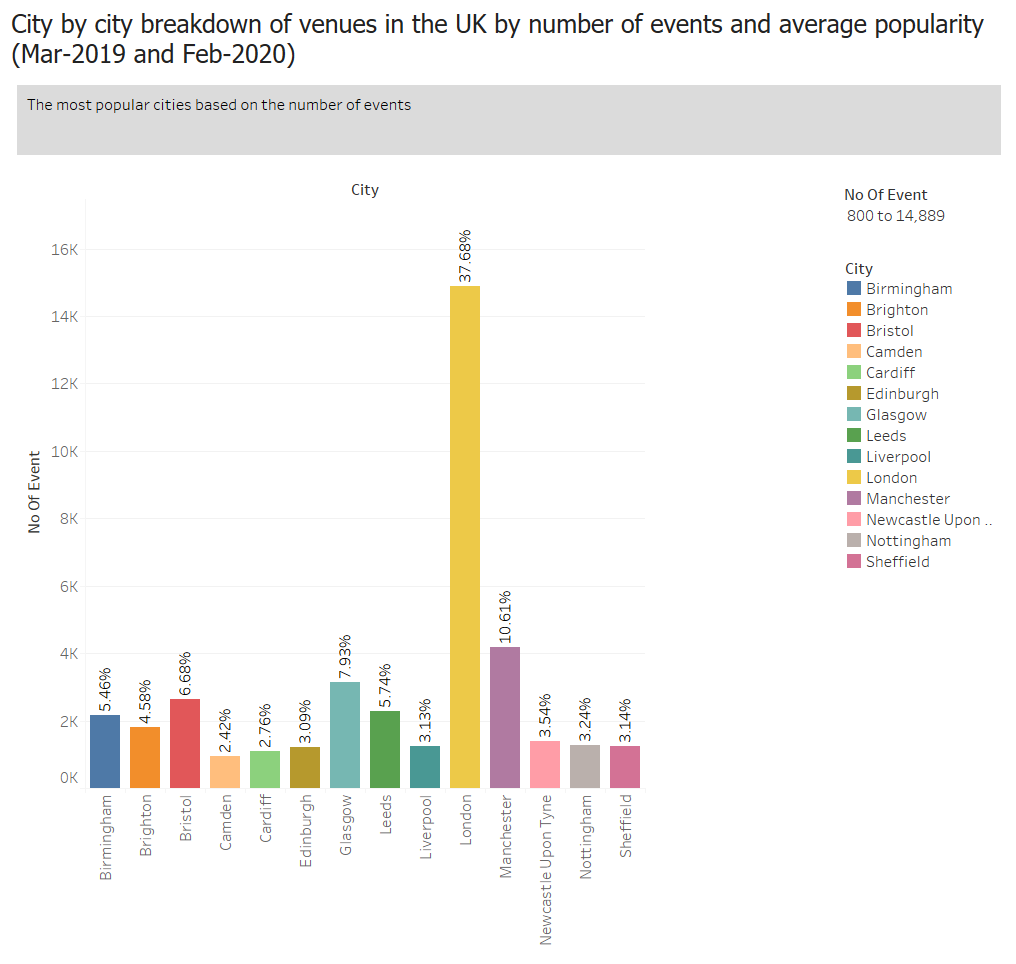 City by city breakdown of venues in the UK by number of events and average popularity
(Mar-2019 and Feb-2020)
The most popular cities based on the number of events
City
No Of Event
16K
14K
12K
10K
8K
6K
4K
2K
0K
5.46%
4.58%
6.68%
2.42%
2.76%
3.09%
7.93%
5.74%
3.13%
37.68%
10.61%
3.54%
3.24%
3.14%
Birmingham
Brighton
Bristol
Camden
Cardiff
Edinburgh
Glasgow
Leeds
Liverpool
London
Manchester
Newcastle Upon Tyne
Nottingham
Sheffield
No Of Event
800 to 14,889
City
Birmingham
Brighton
Bristol
Camden
Cardiff
Edinburgh
Glasgow
Leeds
Liverpool
London
Manchester
Newcastle Upon ..
Nottingham
Sheffield